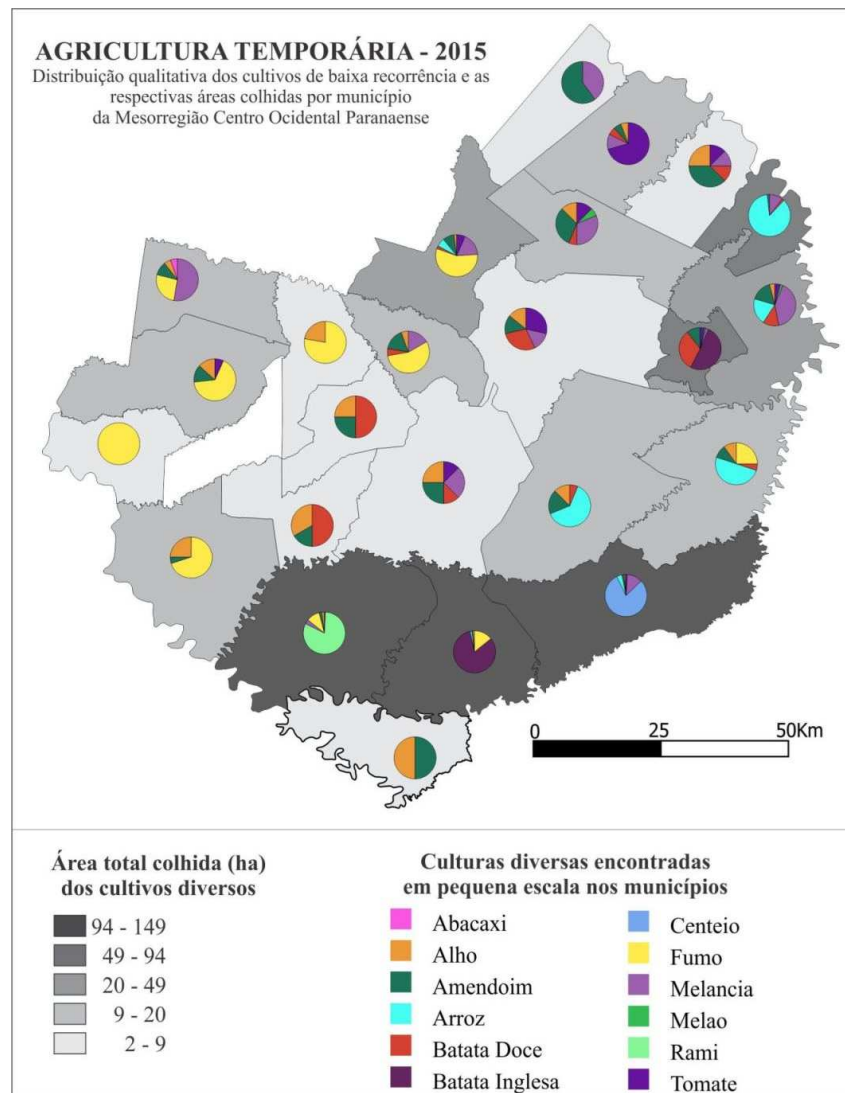 AGRICULTURA TEMPORÁRIA - 2015
Distribuição qualitativa dos cultivos de baixa recorrência e as
respectivas áreas colhidas por município
da Mesorregião Centro Ocidental Paranaense
0 25 50Km
Área total colhida (ha)
dos cultivos diversos
94 - 149
49 - 94
20 - 49
9 - 20
2 - 9
Culturas diversas encontradas
em pequena escala nos municípios
Abacaxi
Alho
Amendoim
Arroz
Batata Doce
Batata Inglesa
Centeio
Fumo
Melancia
Melao
Rami
Tomate